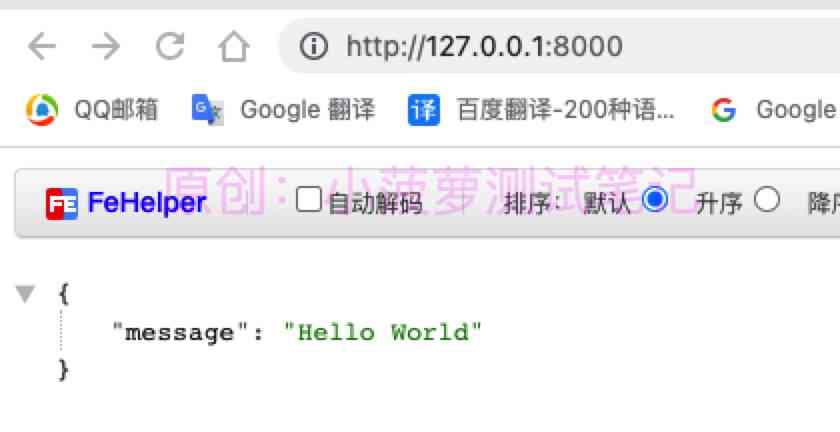 http://127.0.0.1:8000
QQ邮箱 G 文 Google 翻译 译 百度翻译-200种语... G Google
原创：小菠萝测试笔记
FE FeHelper 自动解码 排序： 默认 升序 降序
{
"message": "Hello World"
}